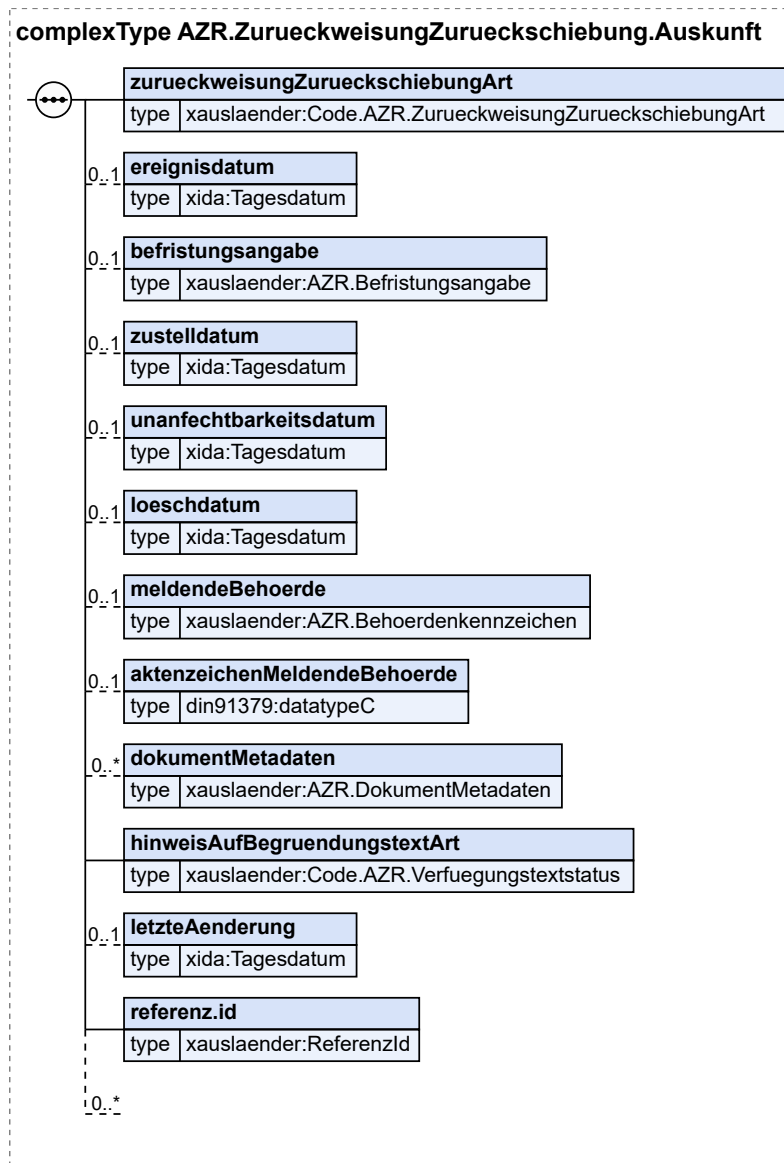 complexType AZR.ZurueckweisungZurueckschiebung.Auskunft
zurueckweisungZurueckschiebungArt
type xauslaender:Code.AZR.ZurueckweisungZurueckschiebungArt
0..1 ereignisdatum
type xida:Tagesdatum
0..1 befristungsangabe
type xauslaender:AZR.Befristungsangabe
0..1 zustelldatum
type xida:Tagesdatum
0..1 unanfechtbarkeitsdatum
type xida:Tagesdatum
0..1 loeschdatum
type xida:Tagesdatum
0..1 meldendeBehoerde
type xauslaender:AZR.Behoerdenkennzeichen
0..1 aktenzeichenMeldendeBehoerde
type din91379:datatypeC
0..* dokumentMetadaten
type xauslaender:AZR.DokumentMetadaten
hinweisAufBegruendungstextArt
type xauslaender:Code.AZR.Verfuegungstextstatus
0..1 letzteAenderung
type xida:Tagesdatum
referenz.id
type xauslaender:ReferenzId
0..*